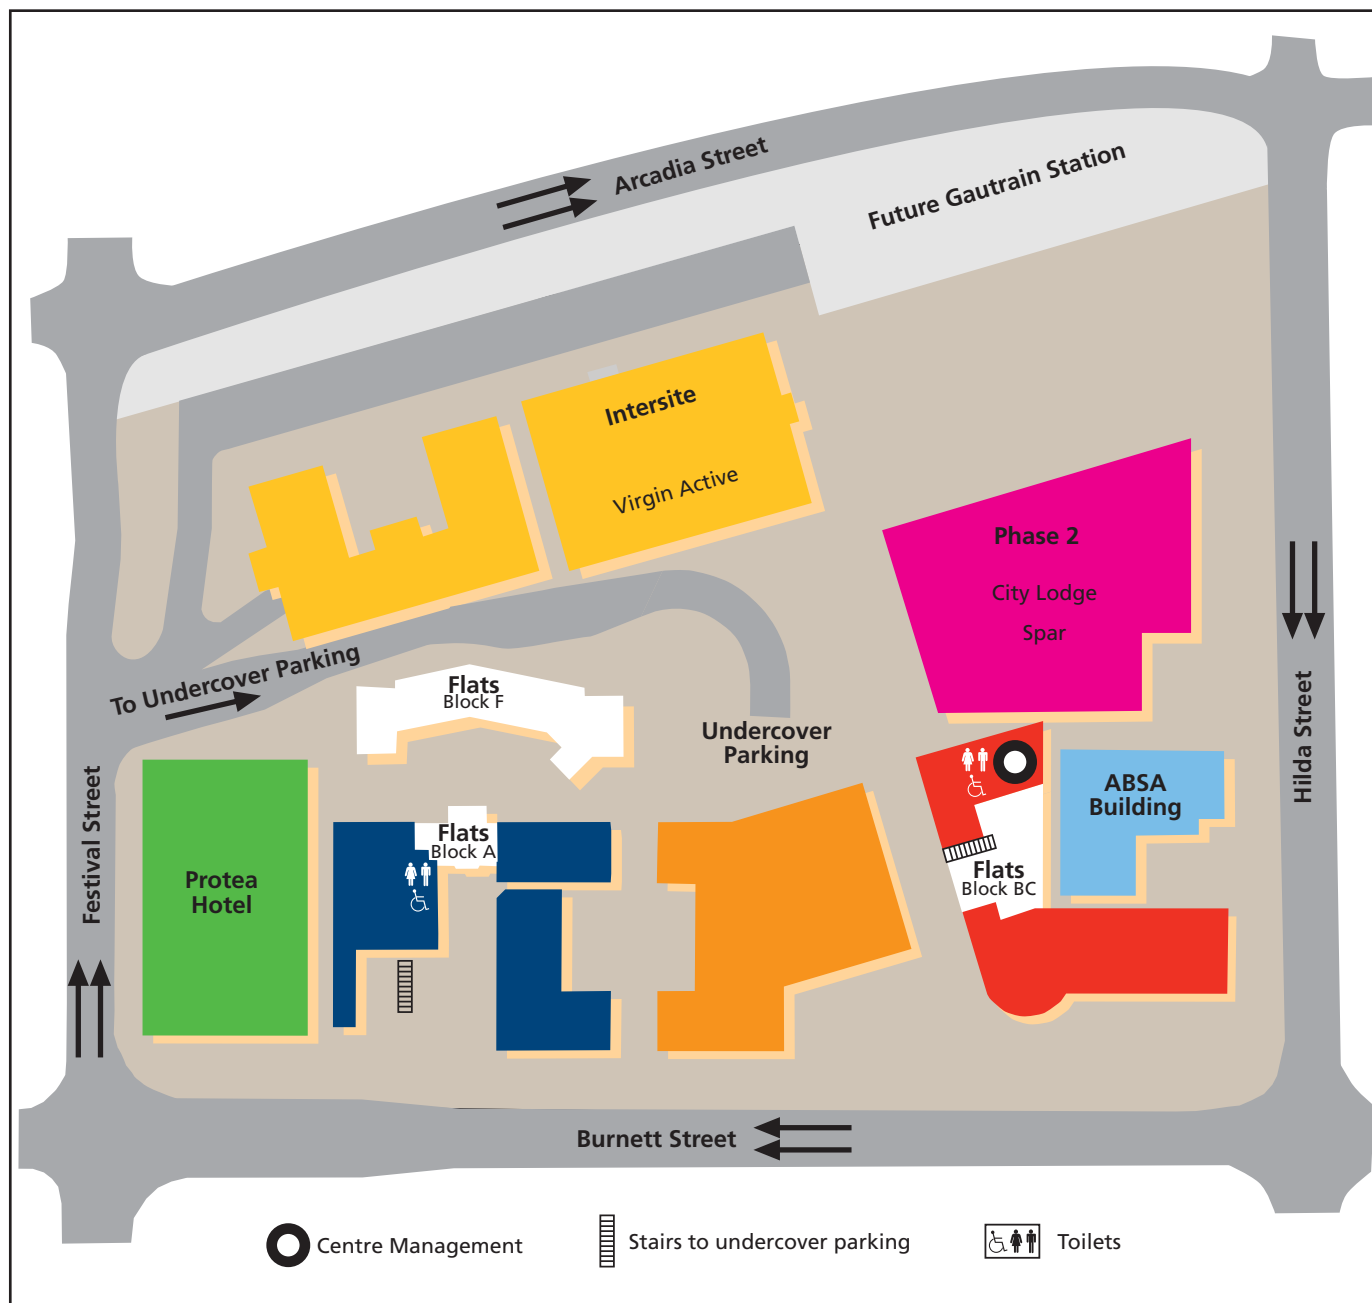 Arcadia Street
Future Gautrain Station
Intersite
Virgin Active
Phase 2
City Lodge
Spar
To Undercover Parking
Flats
Block F
Undercover
Parking
Hilda Street
ABSA
Building
Festival Street
Flats
Block A
Protea
Hotel
Flats
Block BC
Burnett Street
Centre Management
Stairs to undercover parking
Toilets